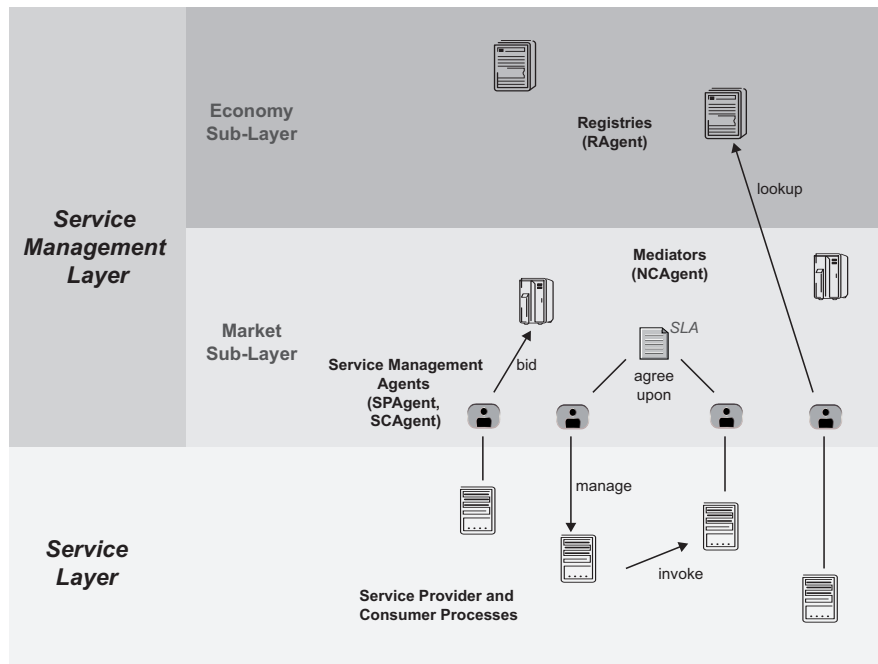 Economy
Sub-Layer
Registries
(RAgent)
lookup
Service
Management
Layer
Mediators
(NCAgent)
Market
Sub-Layer
SLA
bid
agree
upon
Service Management
Agents
(SPAgent,
SCAgent)
manage
Service
Layer
invoke
Service Provider and
Consumer Processes